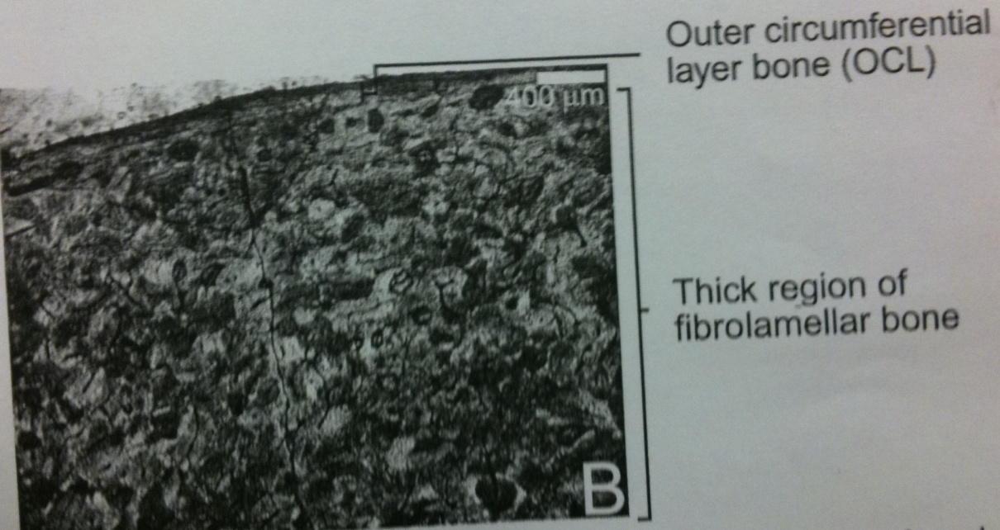 Outer circumferential
layer bone (OCL)
400 µm
Thick region of
fibrolamellar bone
B